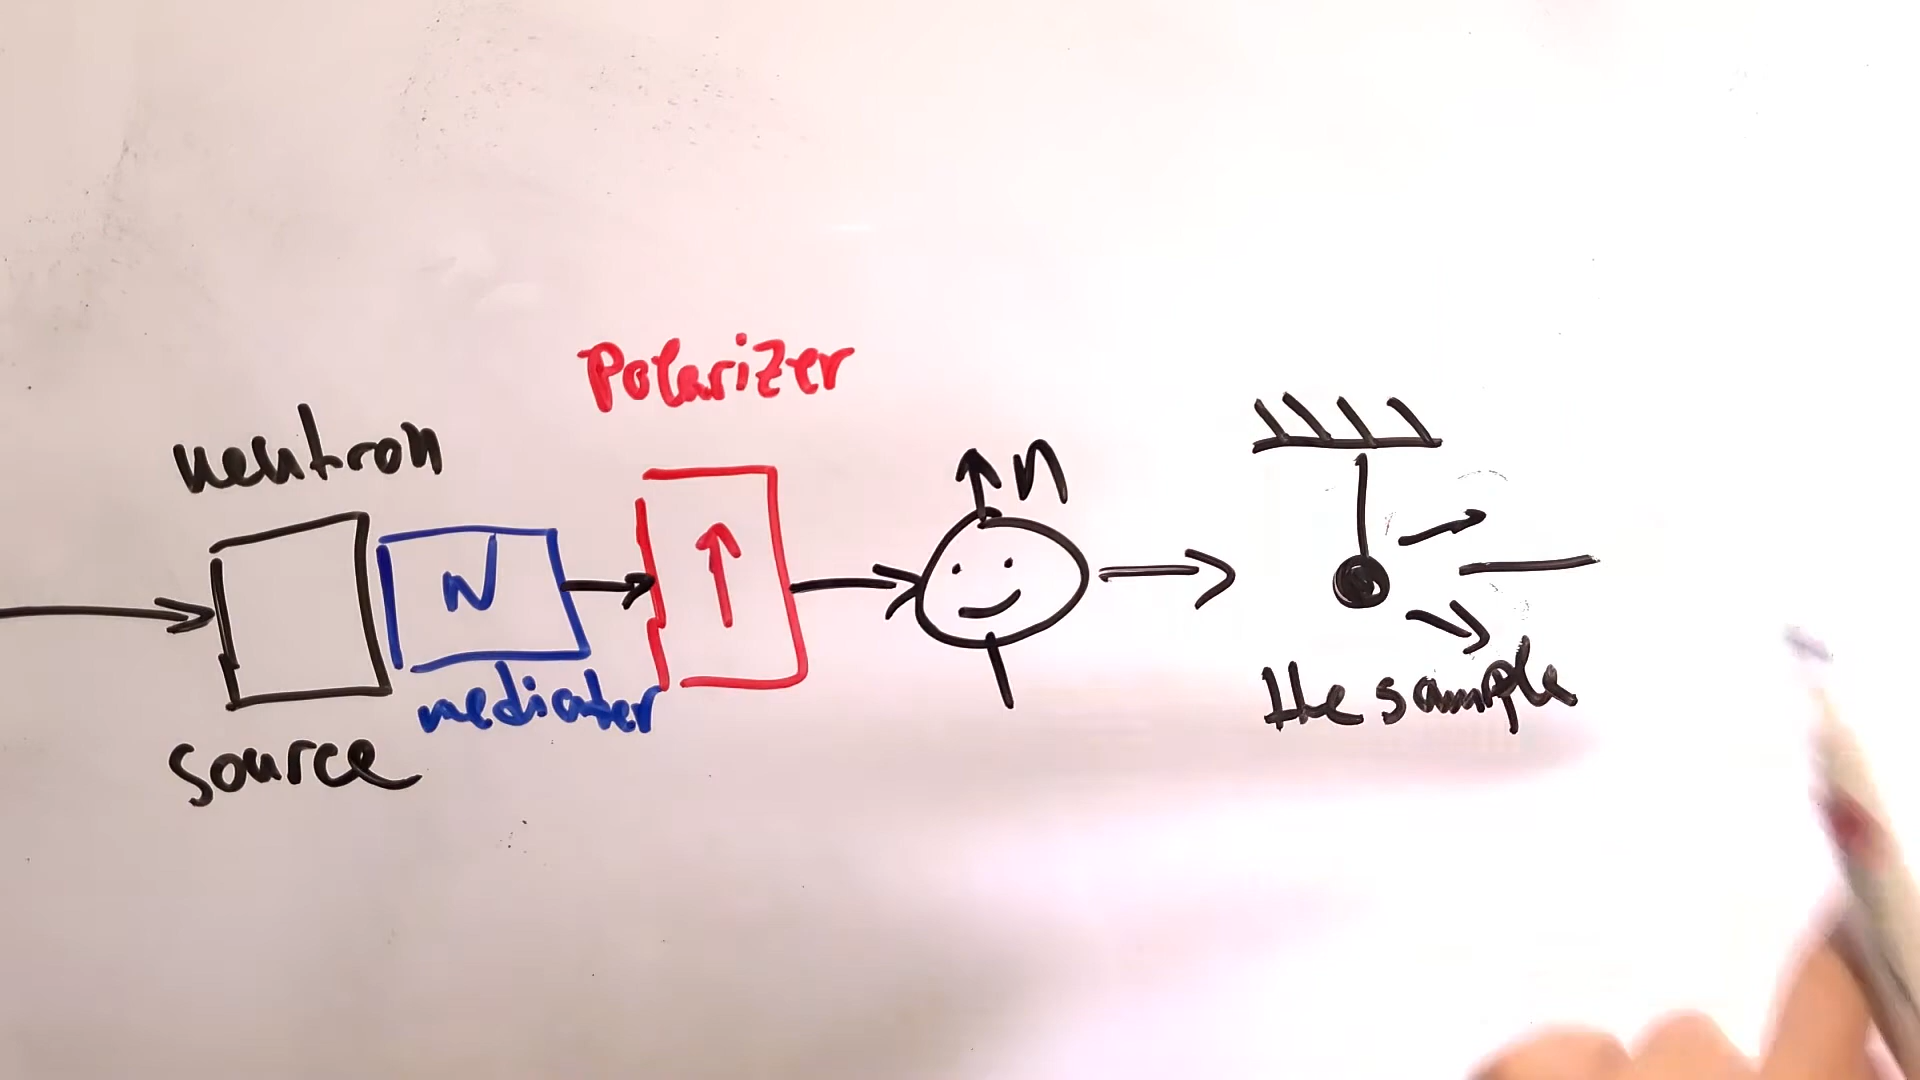 neutron
source
N
mediater
Polarizer
n
the sample